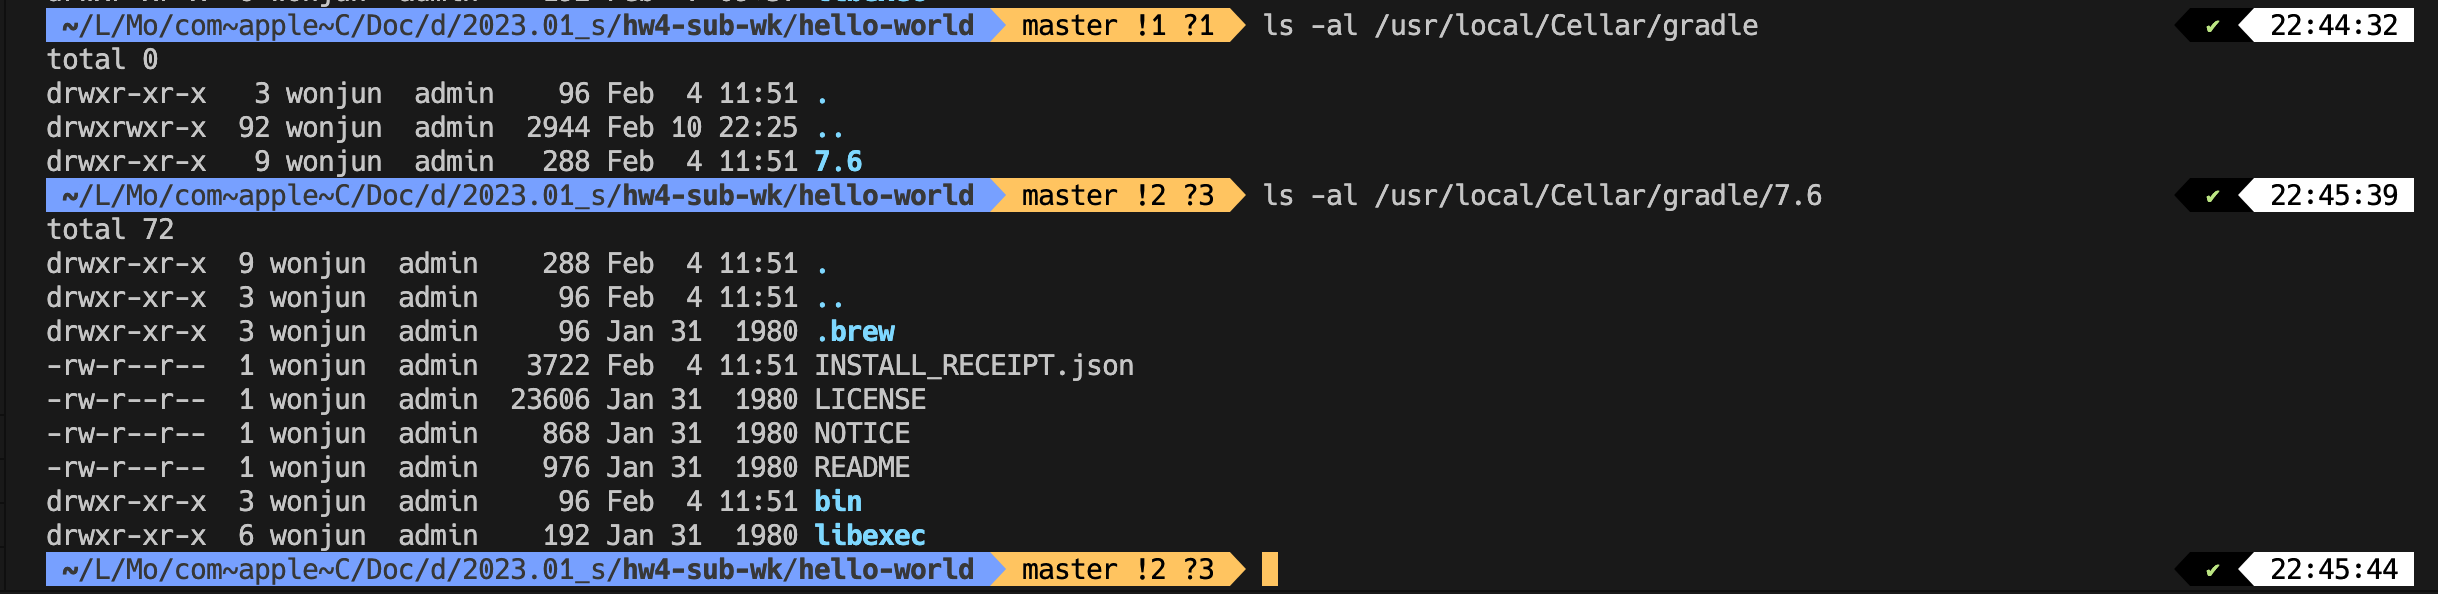 ~/L/Mo/com~apple~C/Doc/d/2023.01_s/hw4-sub-wk/hello-world master !1 ?1 ls -al /usr/local/Cellar/gradle ✔ 22:44:32
total 0
drwxr-xr-x   3 wonjun  admin    96 Feb  4 11:51 .
drwxrwxr-x  92 wonjun  admin  2944 Feb 10 22:25 ..
drwxr-xr-x   9 wonjun  admin   288 Feb  4 11:51 7.6
~/L/Mo/com~apple~C/Doc/d/2023.01_s/hw4-sub-wk/hello-world master !2 ?3 ls -al /usr/local/Cellar/gradle/7.6 ✔ 22:45:39
total 72
drwxr-xr-x  9 wonjun  admin    288 Feb  4 11:51 .
drwxr-xr-x  3 wonjun  admin     96 Feb  4 11:51 ..
drwxr-xr-x  3 wonjun  admin     96 Jan 31  1980 .brew
-rw-r--r--  1 wonjun  admin   3722 Feb  4 11:51 INSTALL_RECEIPT.json
-rw-r--r--  1 wonjun  admin  23606 Jan 31  1980 LICENSE
-rw-r--r--  1 wonjun  admin    868 Jan 31  1980 NOTICE
-rw-r--r--  1 wonjun  admin    976 Jan 31  1980 README
drwxr-xr-x  3 wonjun  admin     96 Feb  4 11:51 bin
drwxr-xr-x  6 wonjun  admin    192 Jan 31  1980 libexec
~/L/Mo/com~apple~C/Doc/d/2023.01_s/hw4-sub-wk/hello-world master !2 ?3 ✔ 22:45:44